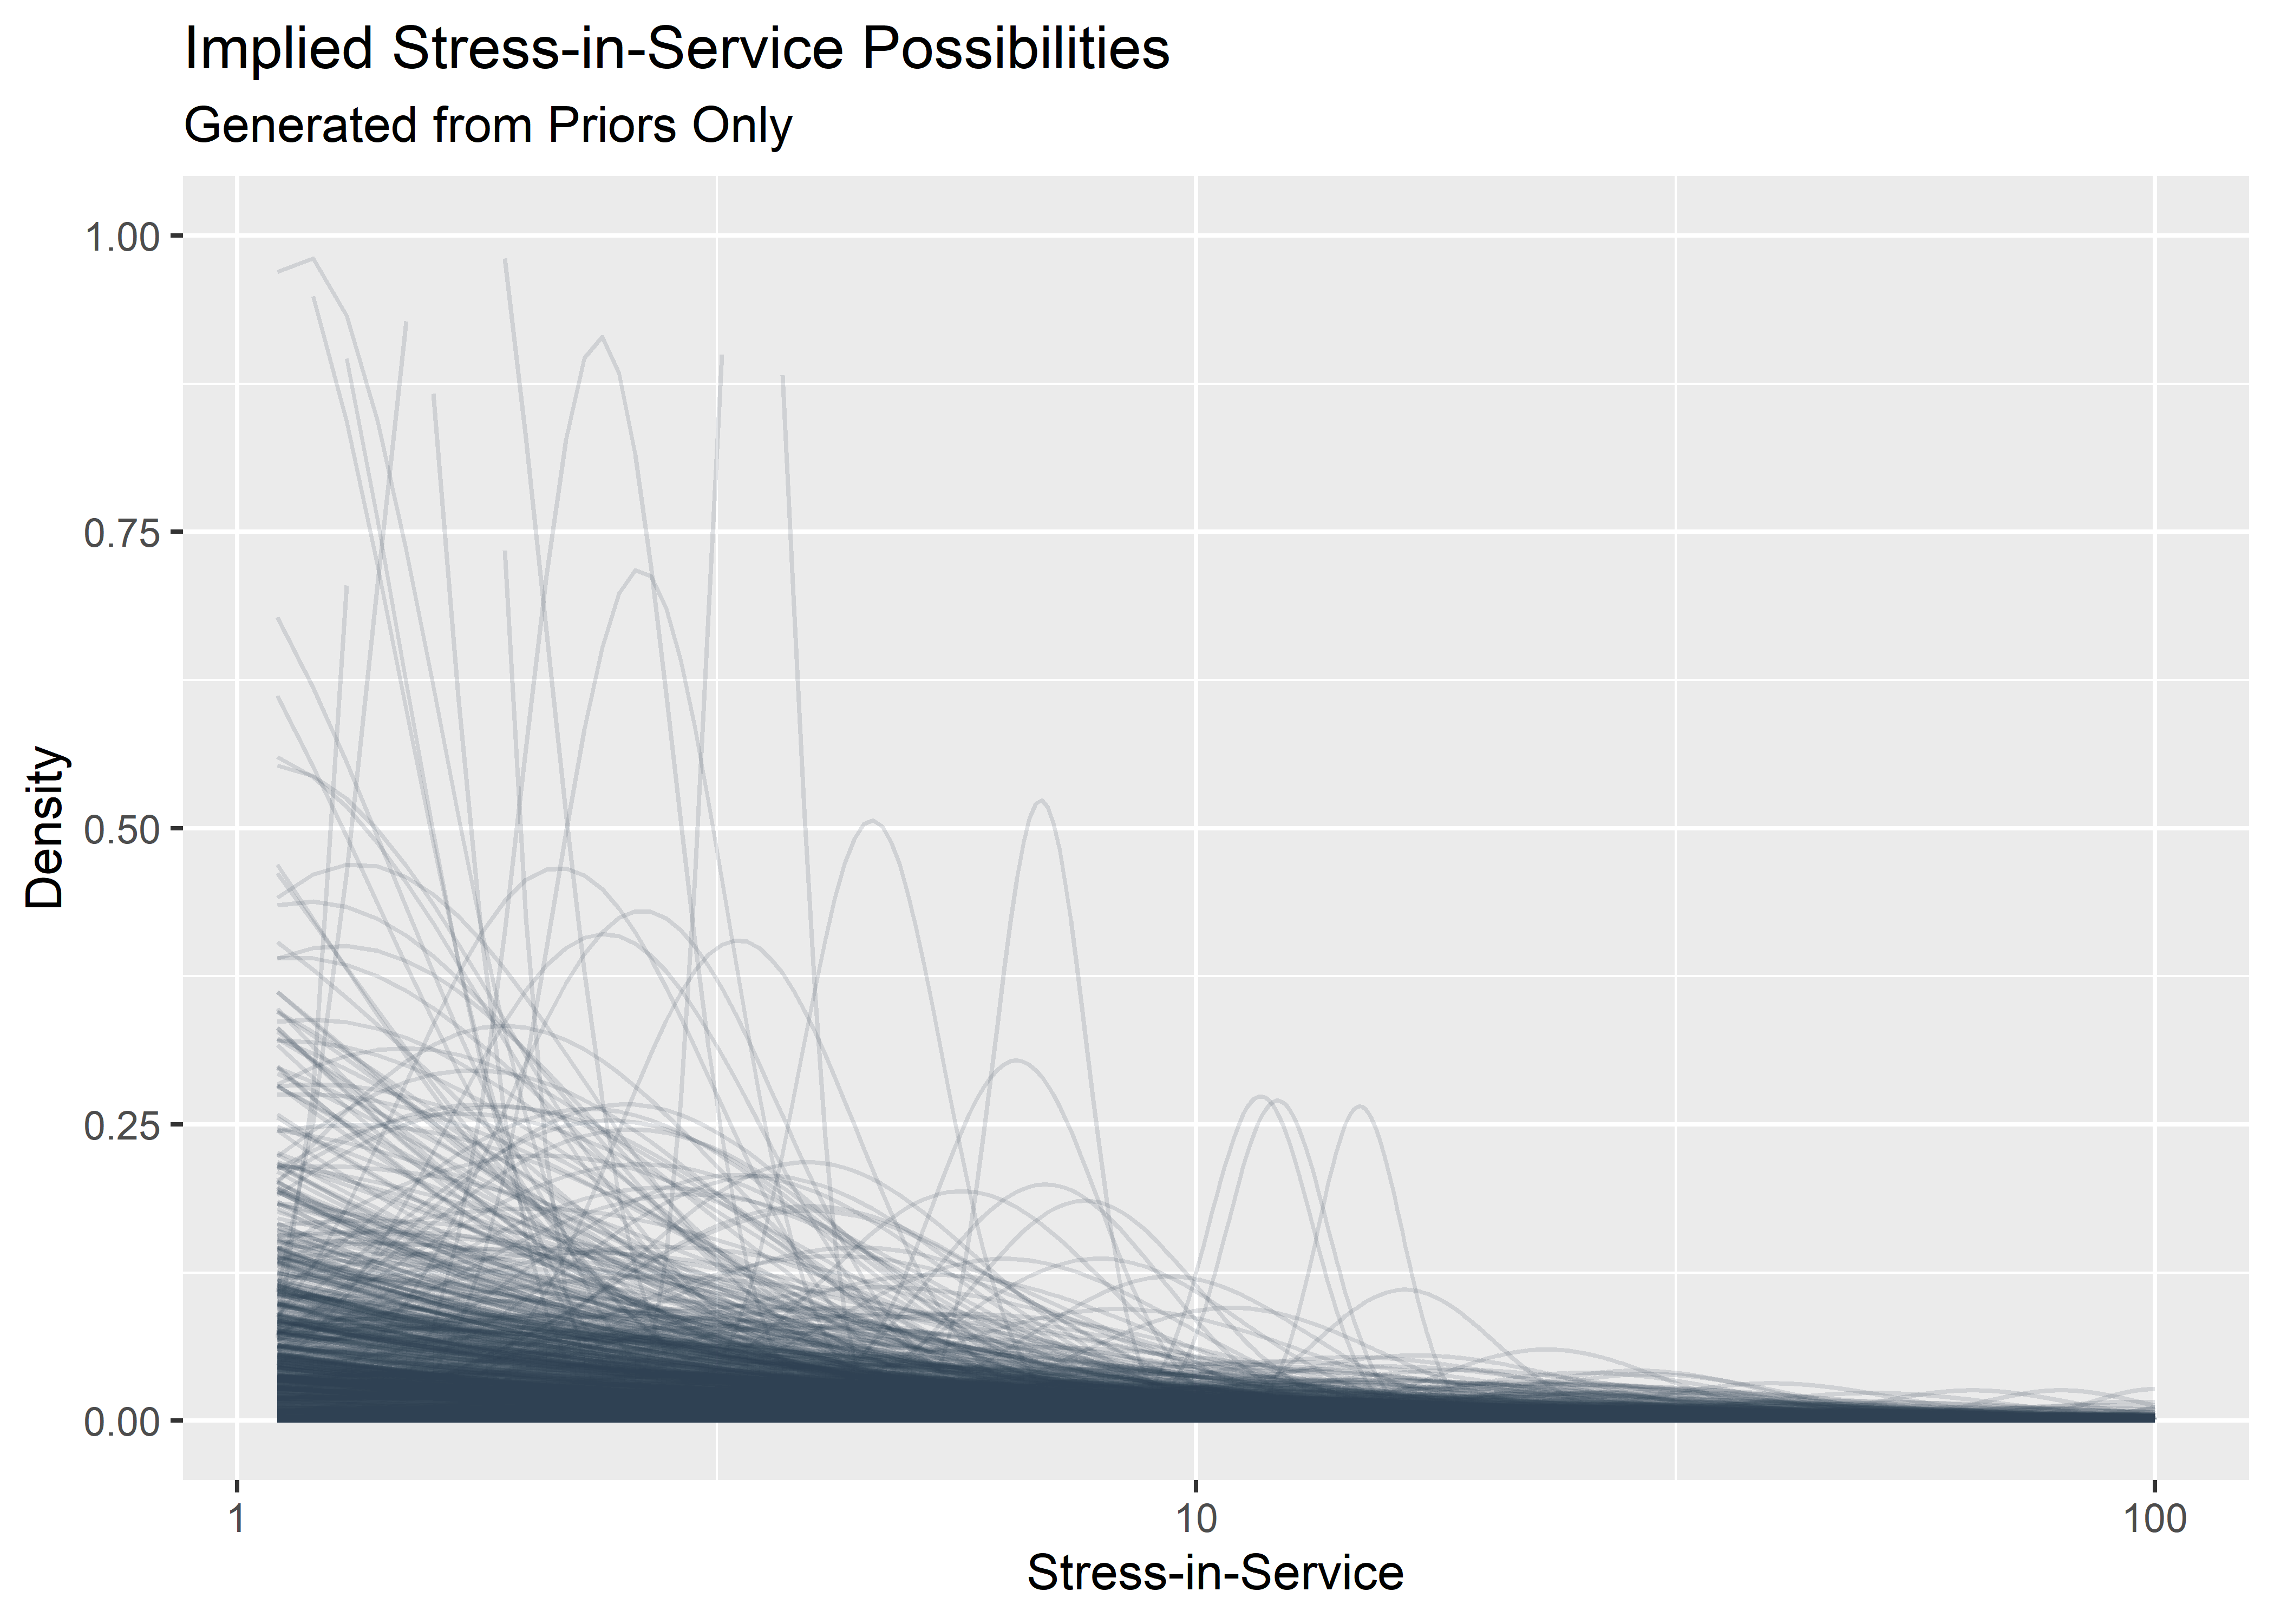 Implied Stress-in-Service Possibilities
Generated from Priors Only
1.00
0.75
0.50
0.25
0.00
Density
1
10
100
Stress-in-Service